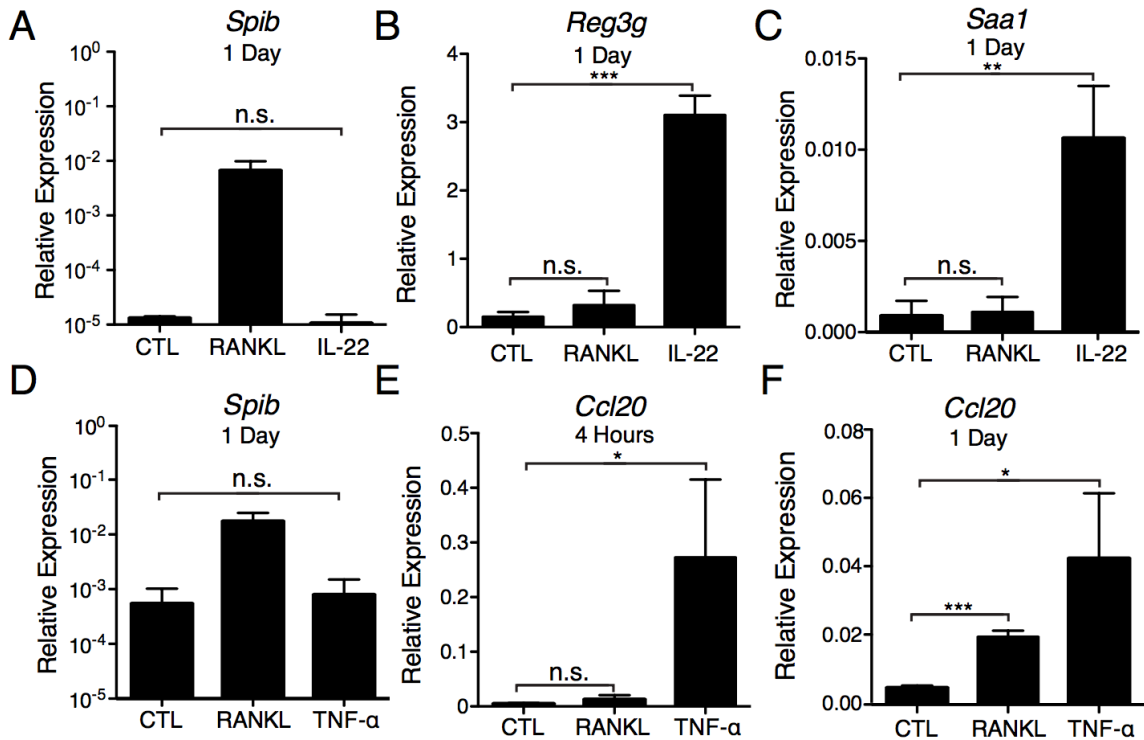 A
Spib
1 Day
Relative Expression
10^0
10^-1
10^-2
10^-3
10^-4
10^-5
n.s.
CTL RANKL IL-22
B
Reg3g
1 Day
Relative Expression
4
3
2
1
0
***
n.s.
CTL RANKL IL-22
C
Saa1
1 Day
Relative Expression
0.015
0.010
0.005
0.000
**
n.s.
CTL RANKL IL-22
D
Spib
1 Day
Relative Expression
10^0
10^-1
10^-2
10^-3
10^-4
10^-5
n.s.
CTL RANKL TNF-α
E
Ccl20
4 Hours
Relative Expression
0.5
0.4
0.3
0.2
0.1
0
*
n.s.
CTL RANKL TNF-α
F
Ccl20
1 Day
Relative Expression
0.08
0.06
0.04
0.02
0.00
*
***
CTL RANKL TNF-α